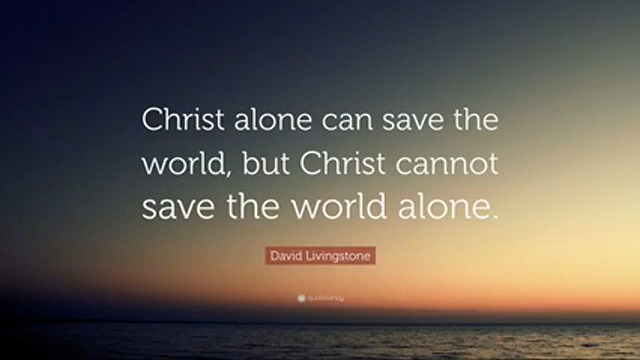 Christ alone can save the
world, but Christ cannot
save the world alone.
David Livingstone
quotefancy